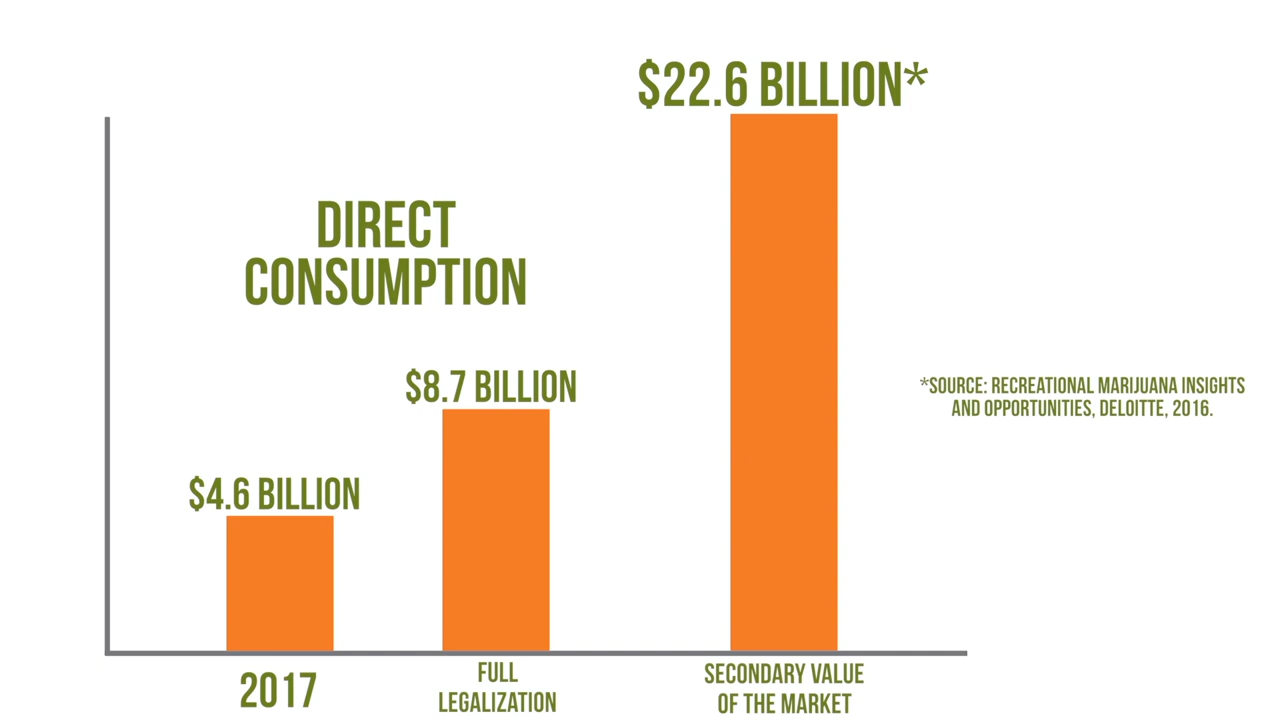 $22.6 BILLION*
DIRECT
CONSUMPTION
$8.7 BILLION
*SOURCE: RECREATIONAL MARIJUANA INSIGHTS
AND OPPORTUNITIES, DELOITTE, 2016.
$4.6 BILLION
2017
FULL
LEGALIZATION
SECONDARY VALUE
OF THE MARKET